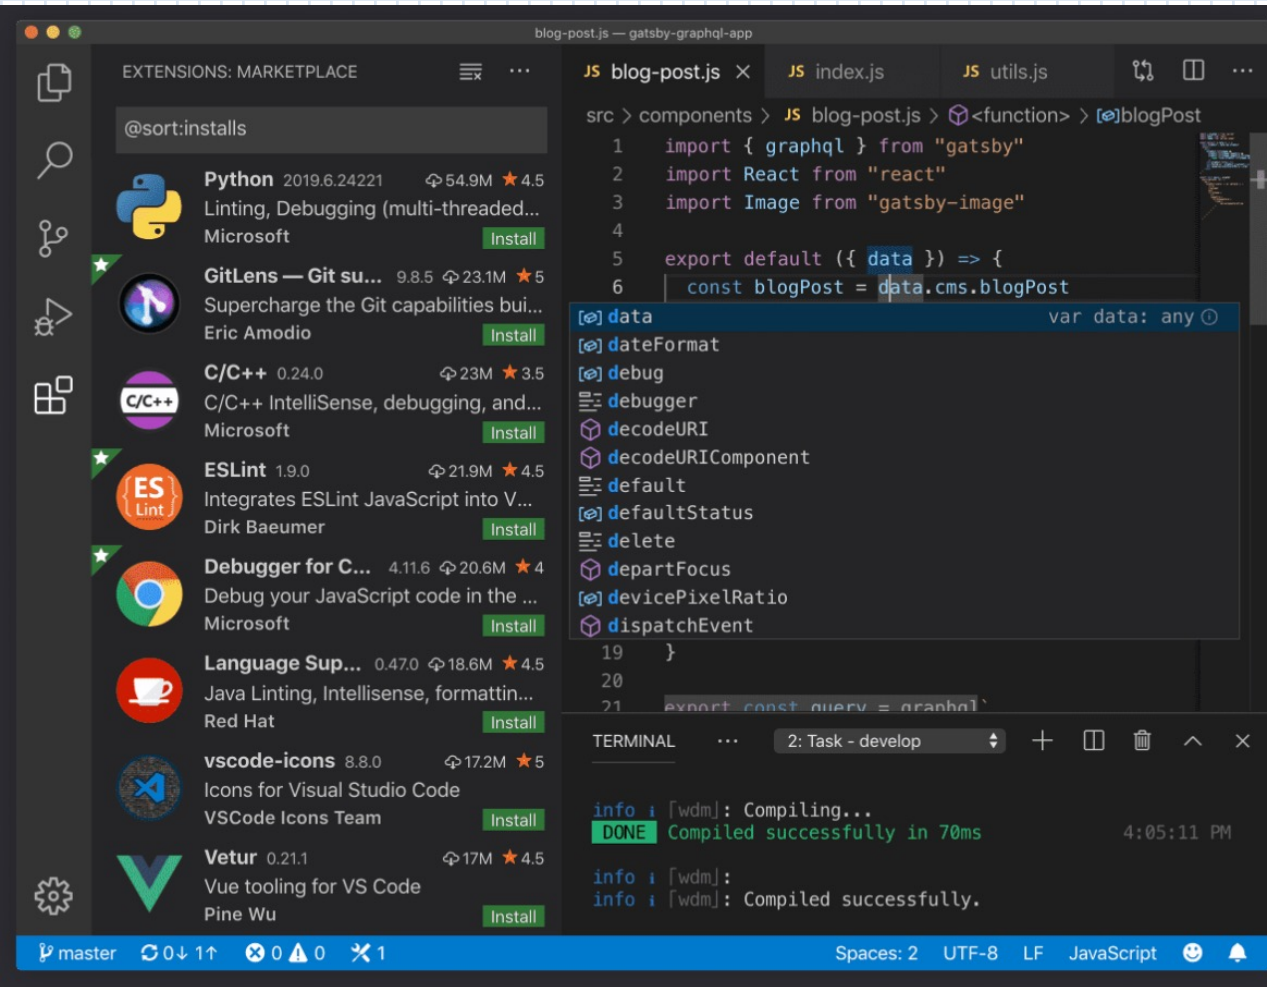 blog-post.js — gatsby-graphql-app
EXTENSIONS: MARKETPLACE
@sort:installs
Python 2019.6.24221 54.9M 4.5
Linting, Debugging (multi-threaded...
Microsoft Install
GitLens — Git su... 9.8.5 23.1M 5
Supercharge the Git capabilities bui...
Eric Amodio Install
C/C++
C/C++ 0.24.0 23M 3.5
C/C++ IntelliSense, debugging, and...
Microsoft Install
ES
Lint
ESLint 1.9.0 21.9M 4.5
Integrates ESLint JavaScript into V...
Dirk Baeumer Install
Debugger for C... 4.11.6 20.6M 4
Debug your JavaScript code in the ...
Microsoft Install
Language Sup... 0.47.0 18.6M 4.5
Java Linting, Intellisense, formattin...
Red Hat Install
vscode-icons 8.8.0 17.2M 5
Icons for Visual Studio Code
VSCode Icons Team Install
Vetur 0.21.1 17M 4.5
Vue tooling for VS Code
Pine Wu Install
JS blog-post.js × JS index.js JS utils.js ...
src > components > JS blog-post.js > <function> > blogPost
1 import { graphql } from "gatsby"
2 import React from "react"
3 import Image from "gatsby-image"
4
5 export default ({ data }) => {
6 const blogPost = data.cms.blogPost
data var data: any
dateFormat
debug
debugger
decodeURI
decodeURIComponent
default
defaultStatus
delete
departFocus
devicePixelRatio
dispatchEvent
19 }
20
21 export const query = graphql`
TERMINAL ... 2: Task - develop
info i ｢wdm｣: Compiling...
DONE Compiled successfully in 70ms 4:05:11 PM
info i ｢wdm｣:
info i ｢wdm｣: Compiled successfully.
master 0↓ 1↑ 0 0 1 Spaces: 2 UTF-8 LF JavaScript